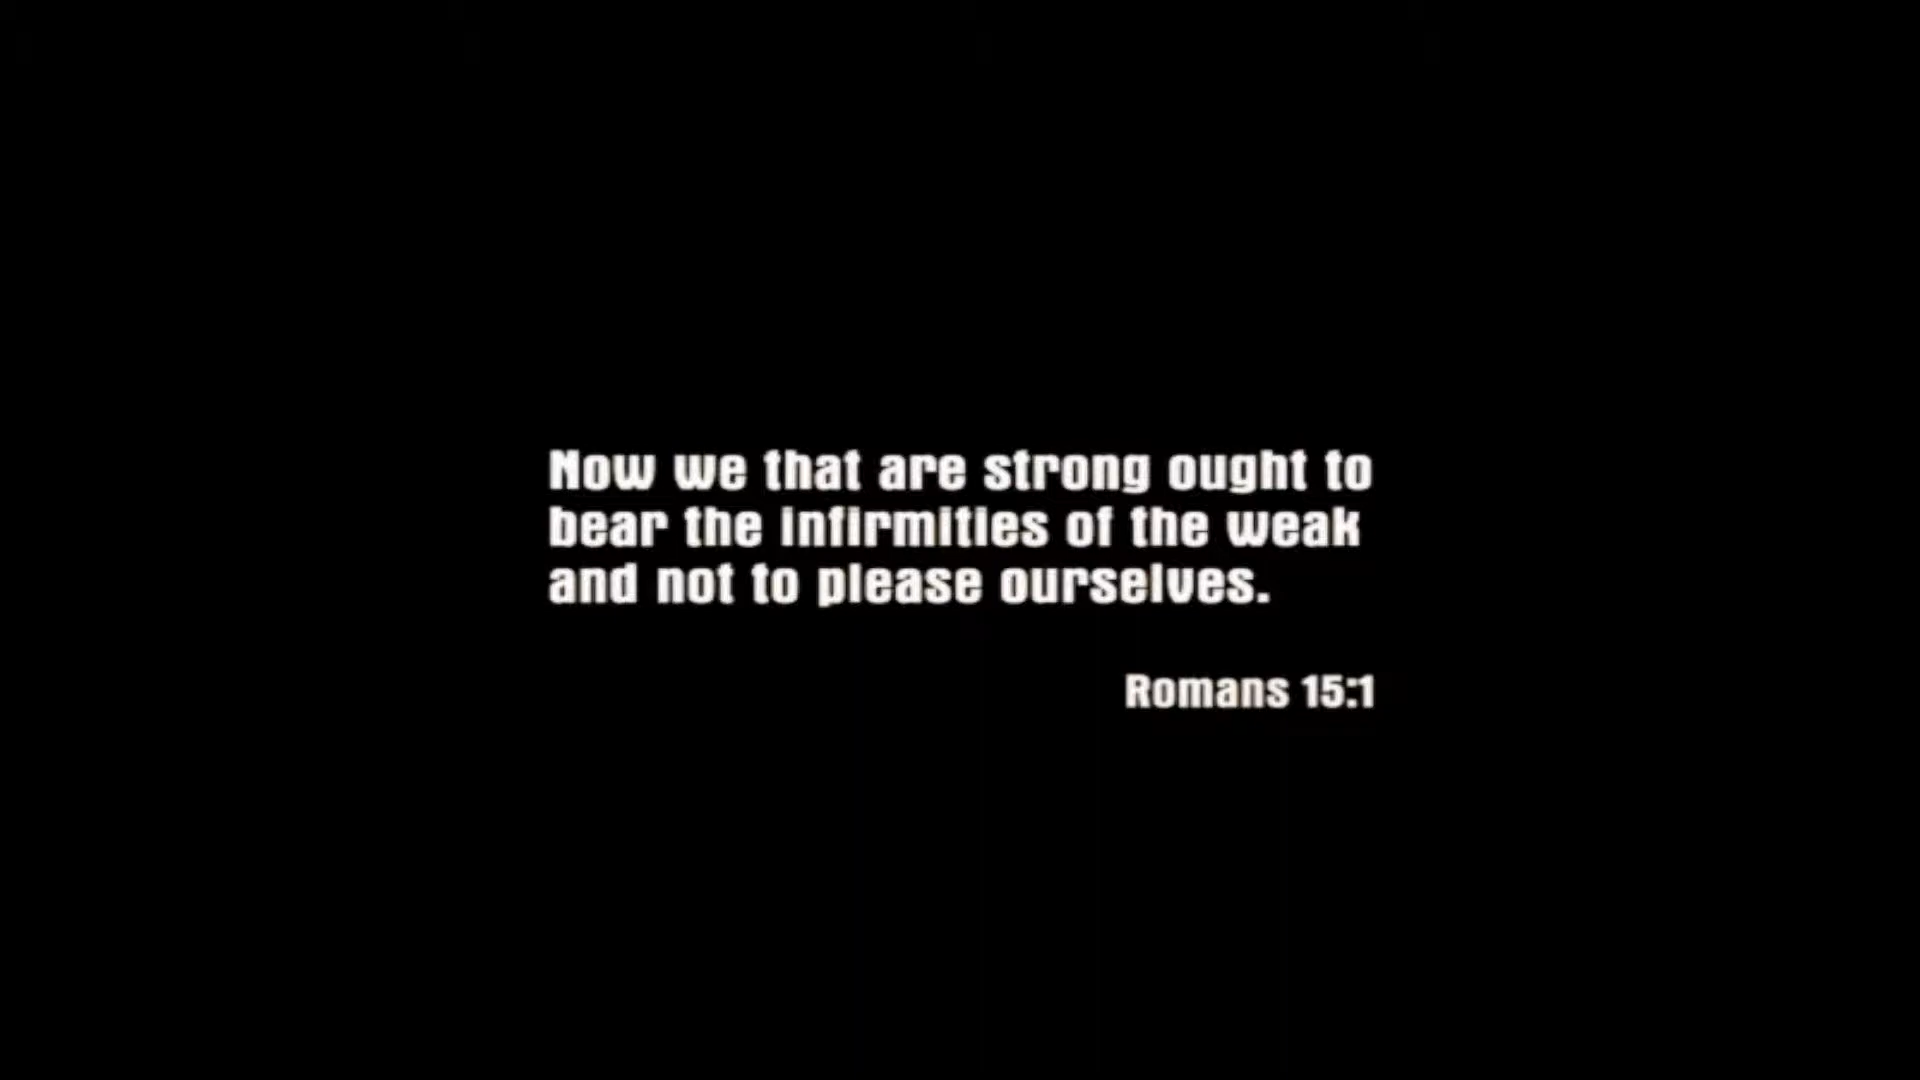 Now we that are strong ought to
bear the infirmities of the weak
and not to please ourselves.
Romans 15:1